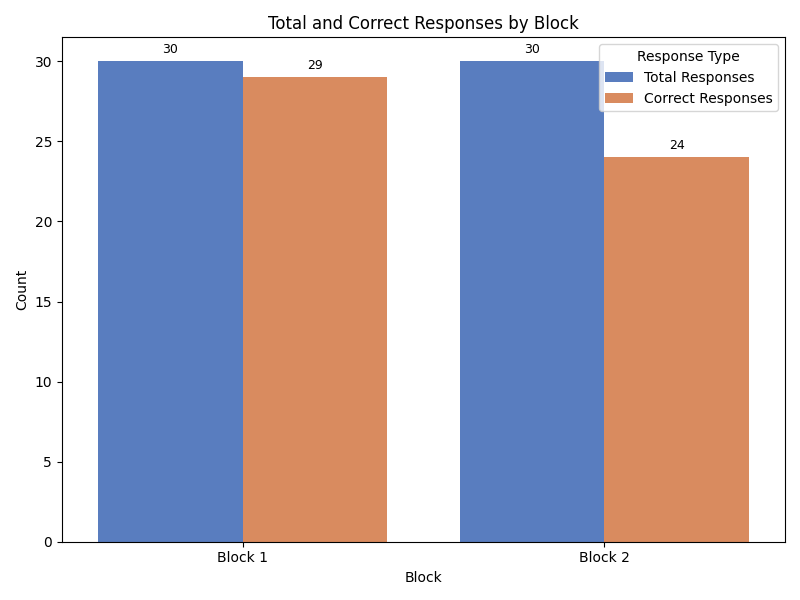 Total and Correct Responses by Block
30
29
30
24
Response Type
Total Responses
Correct Responses
30
25
20
15
10
5
0
Count
Block 1
Block 2
Block